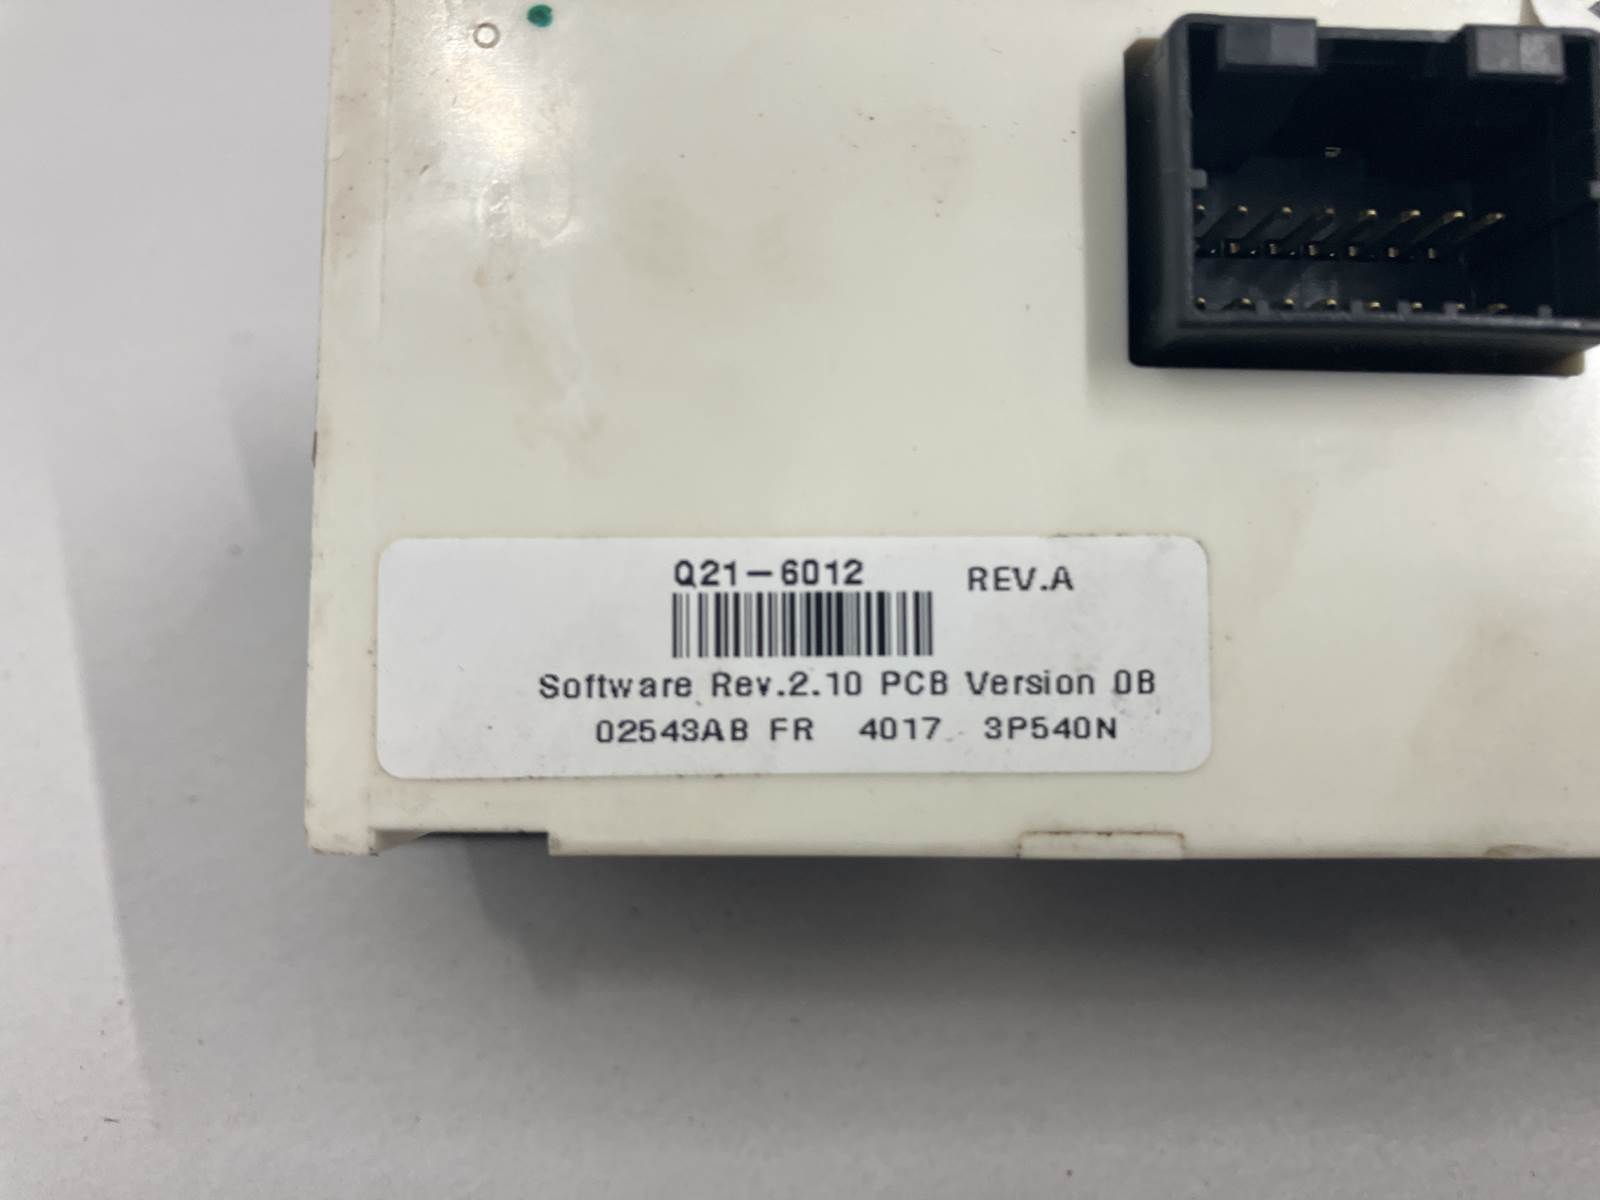 Q21-6012 REV.A
Software Rev.2.10 PCB Version 0B
02543AB FR 4017 3P540N